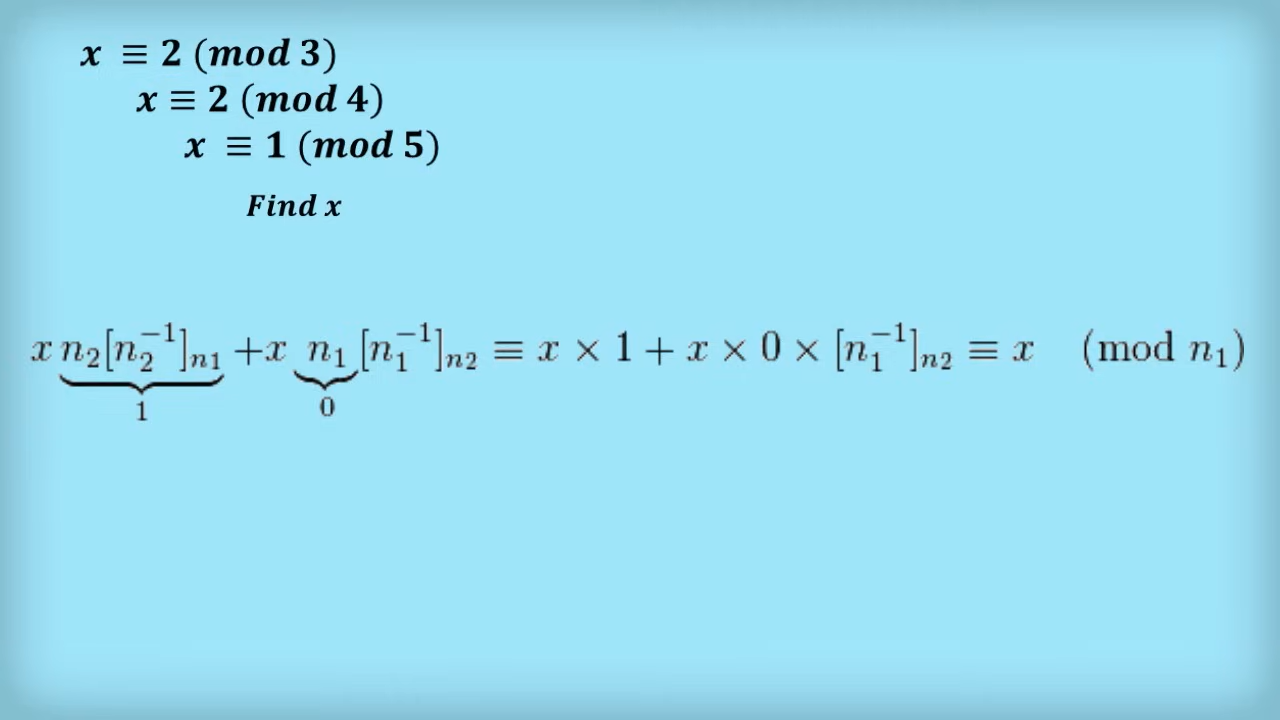 x ≡ 2 (mod 3)
x ≡ 2 (mod 4)
x ≡ 1 (mod 5)
Find x
x n₂[n₂⁻¹]ₙ₁ +x n₁ [n₁⁻¹]ₙ₂ ≡ x × 1 + x × 0 × [n₁⁻¹]ₙ₂ ≡ x (mod n₁)
1 0